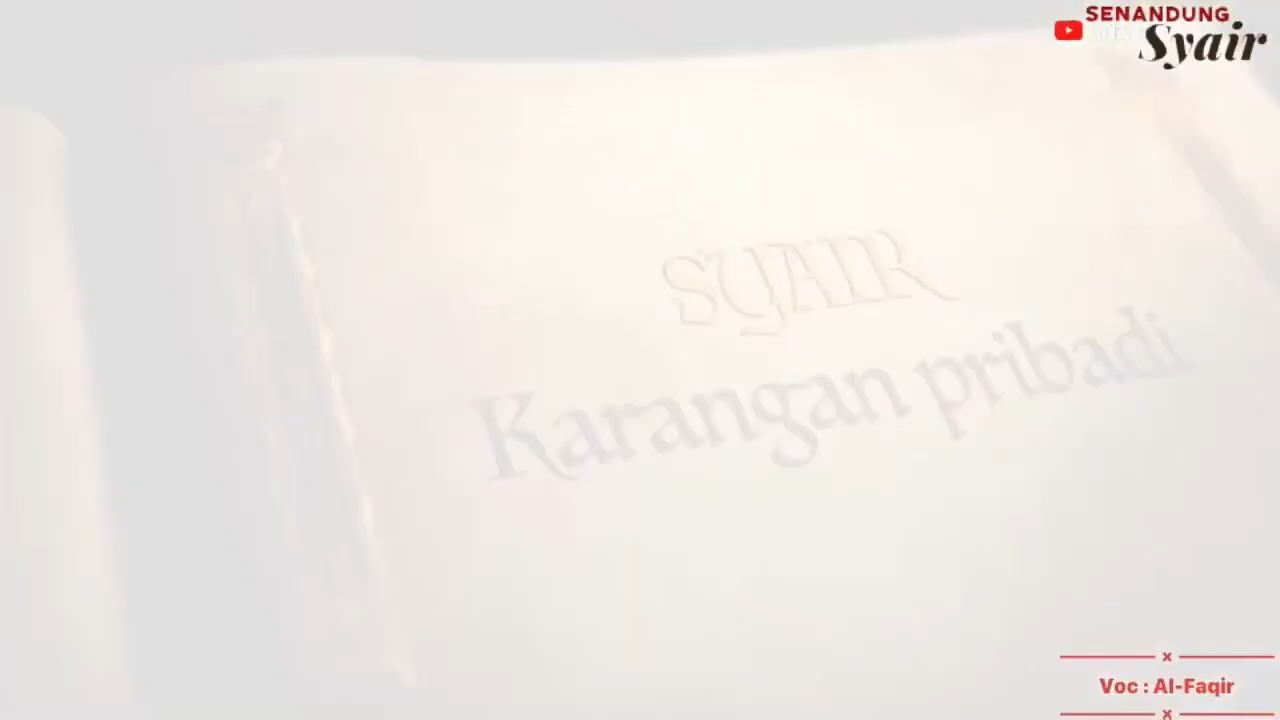 SENANDUNG
Syair
SYAIR
Karangan pribadi
Voc : Al-Faqir